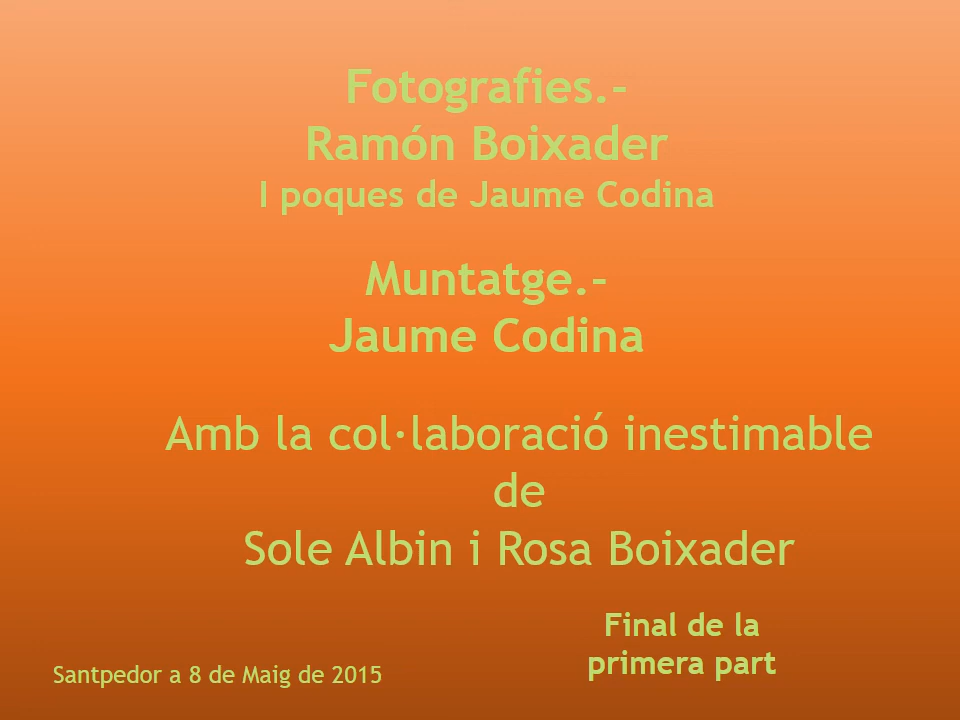 Fotografies.-
Ramón Boixader
I poques de Jaume Codina
Muntatge.-
Jaume Codina
Amb la col·laboració inestimable
de
Sole Albin i Rosa Boixader
Final de la
primera part
Santpedor a 8 de Maig de 2015